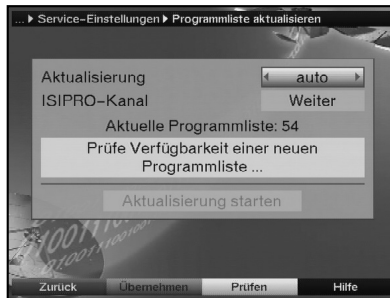 ... ▶ Service-Einstellungen ▶ Programmliste aktualisieren
Aktualisierung auto
ISIPRO-Kanal Weiter
Aktuelle Programmliste: 54
Prüfe Verfügbarkeit einer neuen
Programmliste ...
Aktualisierung starten
Zurück Übernehmen Prüfen Hilfe